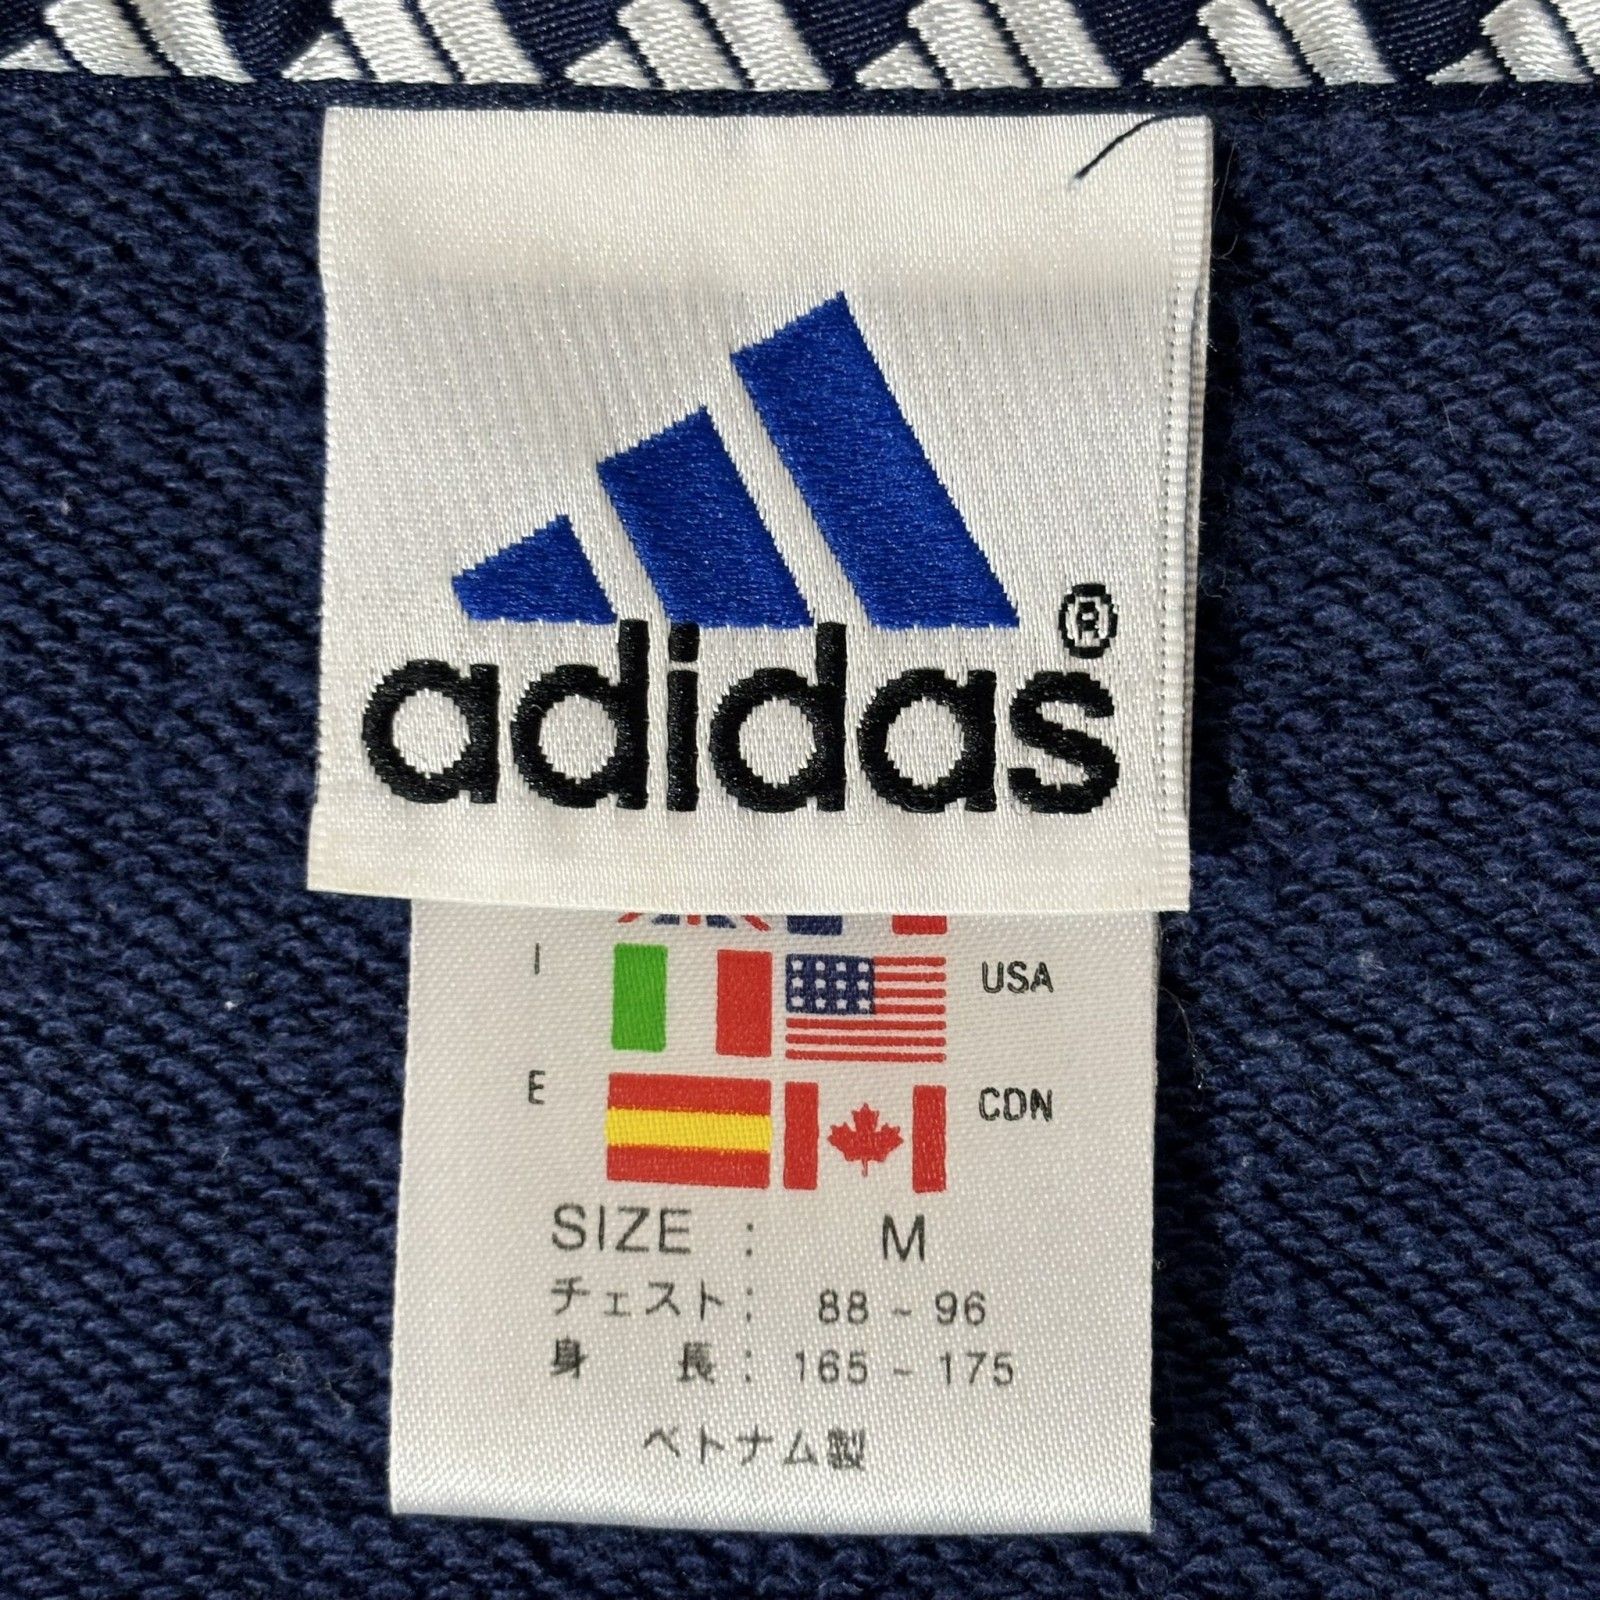 adidas®
I USA
E CDN
SIZE : M
チェスト: 88 ~ 96
身 長: 165 ~ 175
ベトナム製